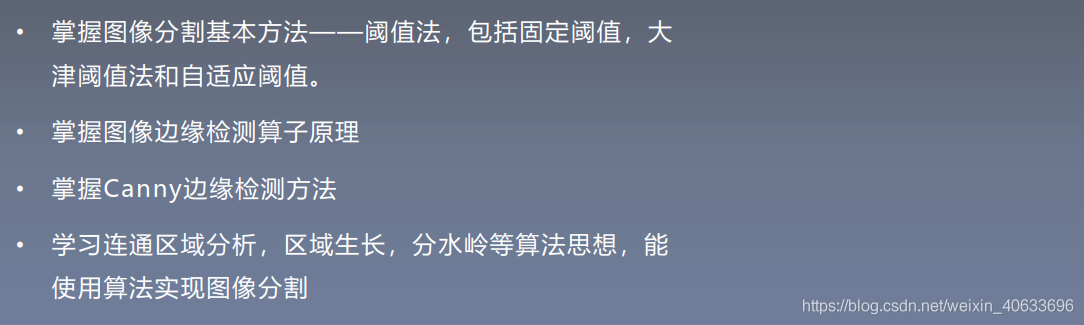 • 掌握图像分割基本方法——阈值法，包括固定阈值，大
津阈值法和自适应阈值。
• 掌握图像边缘检测算子原理
• 掌握Canny边缘检测方法
• 学习连通区域分析，区域生长，分水岭等算法思想，能
使用算法实现图像分割
https://blog.csdn.net/weixin_40633696